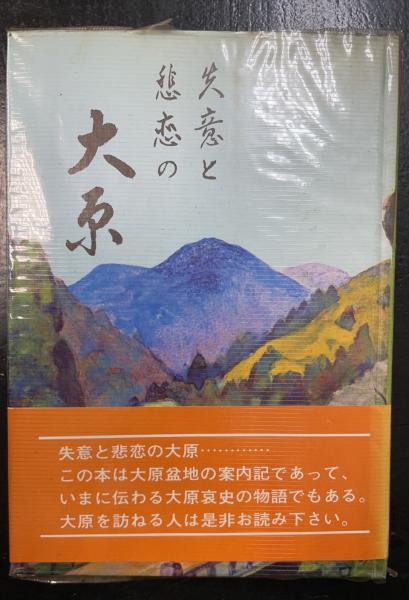 失意と
悲恋の
大原
失意と悲恋の大原…………
この本は大原盆地の案内記であって、
いまに伝わる大原哀史の物語でもある。
大原を訪ねる人は是非お読み下さい。